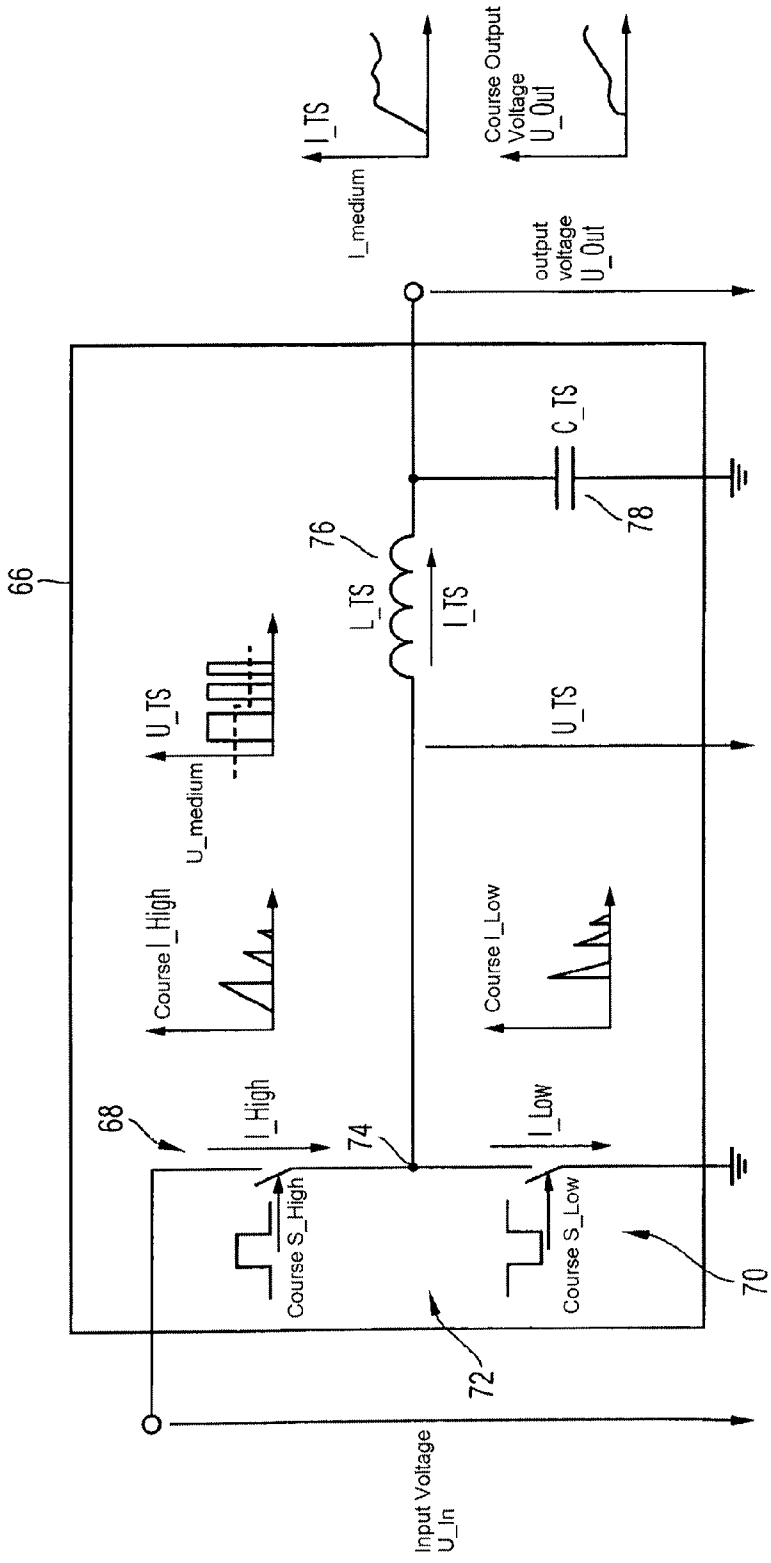 66
68
I_High
Course S_High
Course I_High
U_TS
U_medium
L_TS
76
I_TS
I_TS
I_medium
Course Output
Voltage
U_Out
Input Voltage
U_In
72
74
I_Low
Course S_Low
70
Course I_Low
U_TS
C_TS
78
output
voltage
U_Out